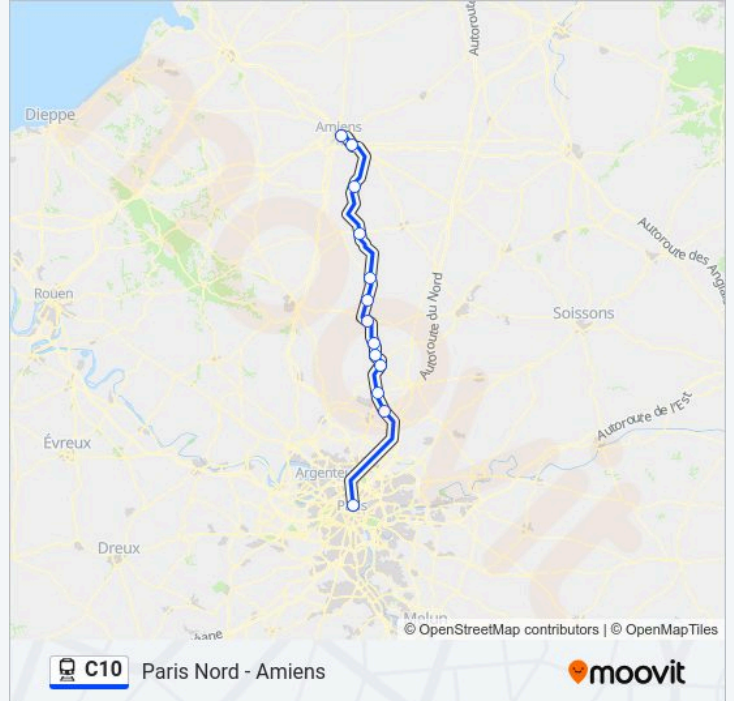 Autoroute
Dieppe
Amiens
Autoroute des Anglais
Rouen
Autoroute du Nord
Soissons
Autoroute de l'Est
Évreux
Argenteu
Paris
Dreux
Melun
© OpenStreetMap contributors | © OpenMapTiles
C10 Paris Nord - Amiens
moovit